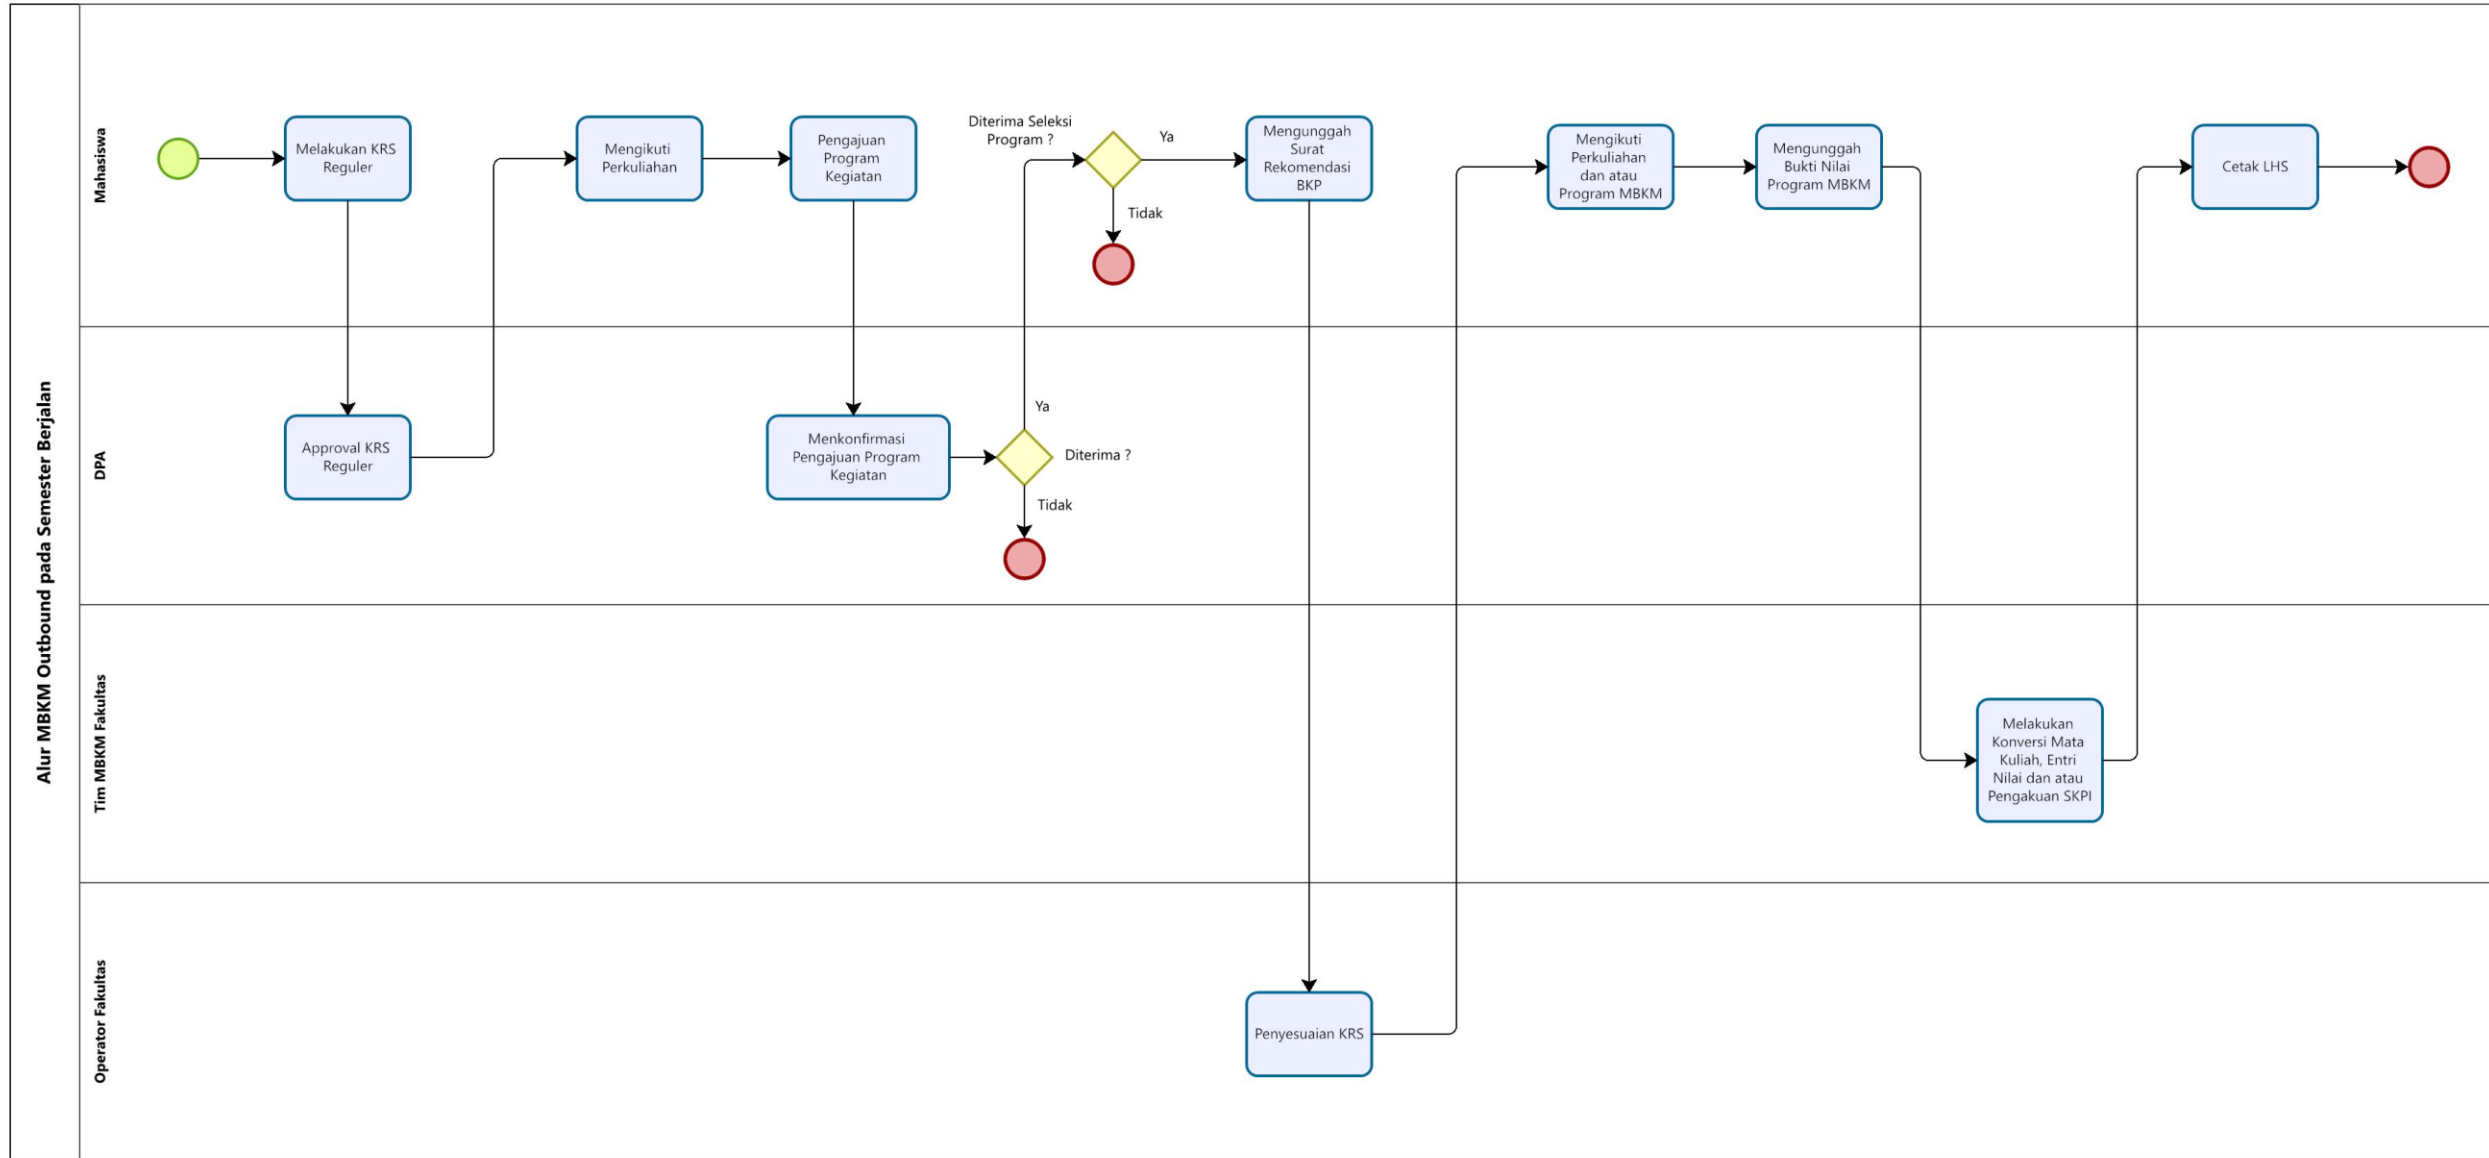 Alur MBKM Outbound pada Semester Berjalan
Mahasiswa
Melakukan KRS
Reguler
Mengikuti
Perkuliahan
Pengajuan
Program
Kegiatan
Diterima Seleksi
Program ?
Ya
Tidak
Mengunggah
Surat
Rekomendasi
BKP
Mengikuti
Perkuliahan
dan atau
Program MBKM
Mengunggah
Bukti Nilai
Program MBKM
Cetak LHS
DPA
Approval KRS
Reguler
Menkonfirmasi
Pengajuan Program
Kegiatan
Ya
Diterima ?
Tidak
Tim MBKM Fakultas
Melakukan
Konversi Mata
Kuliah, Entri
Nilai dan atau
Pengakuan SKPI
Operator Fakultas
Penyesuaian KRS